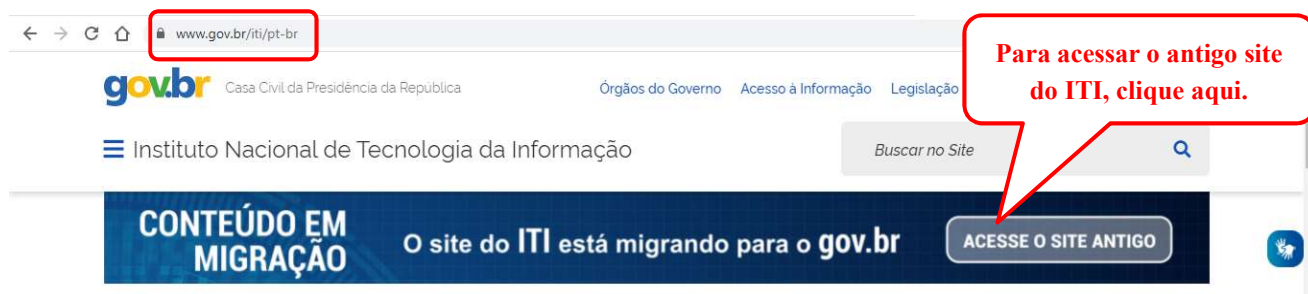 www.gov.br/iti/pt-br
Para acessar o antigo site
do ITI, clique aqui.
gov.br Casa Civil da Presidência da República Órgãos do Governo Acesso à Informação Legislação
Instituto Nacional de Tecnologia da Informação Buscar no Site
CONTEÚDO EM
MIGRAÇÃO
O site do ITI está migrando para o gov.br ACESSE O SITE ANTIGO